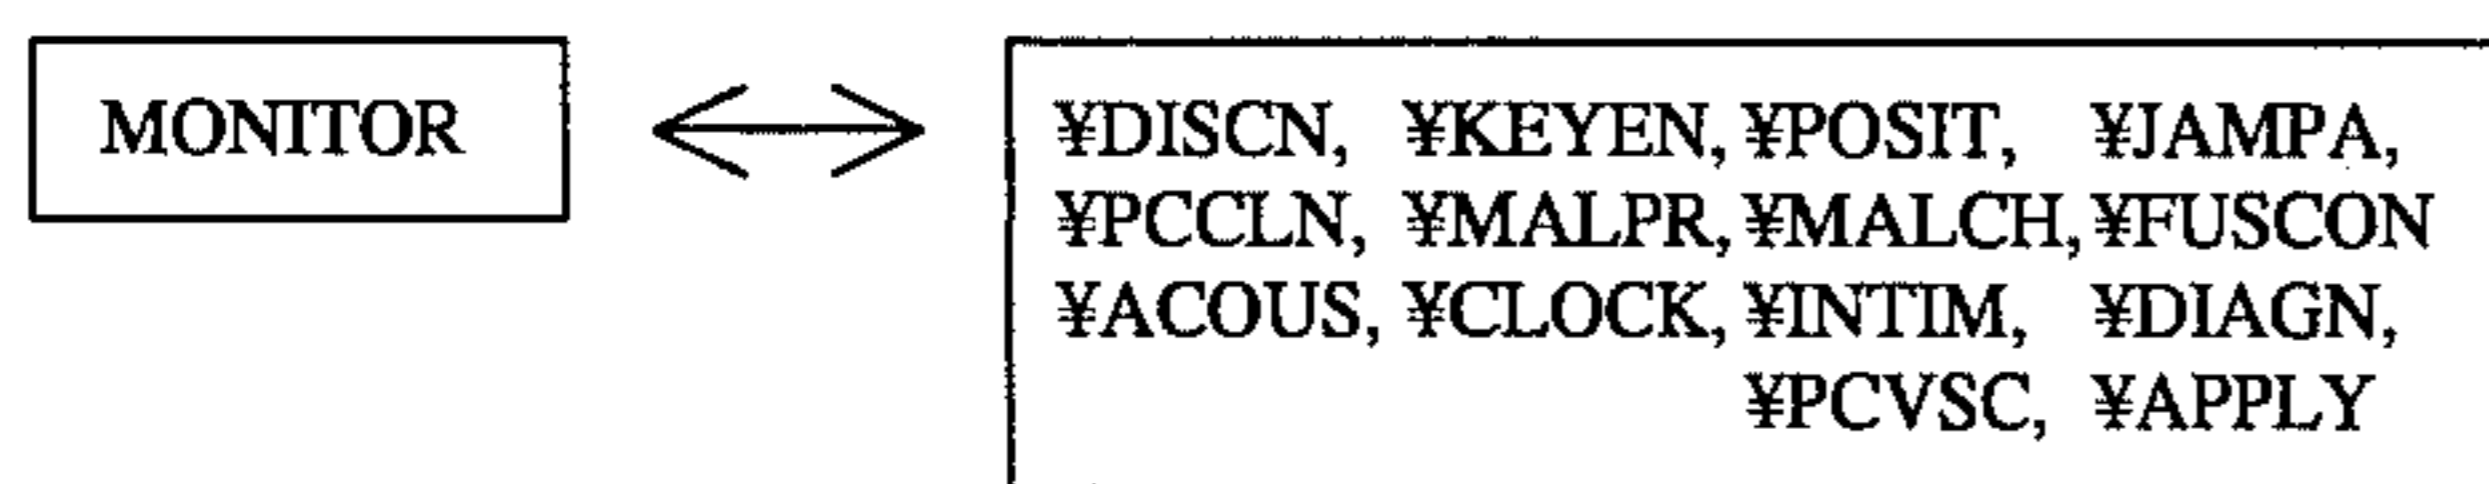 MONITOR
¥DISCN, ¥KEYEN, ¥POSIT, ¥JAMPA,
¥PCCLN, ¥MALPR, ¥MALCH, ¥FUSCON
¥ACOUS, ¥CLOCK, ¥INTIM, ¥DIAGN,
¥PCVSC, ¥APPLY